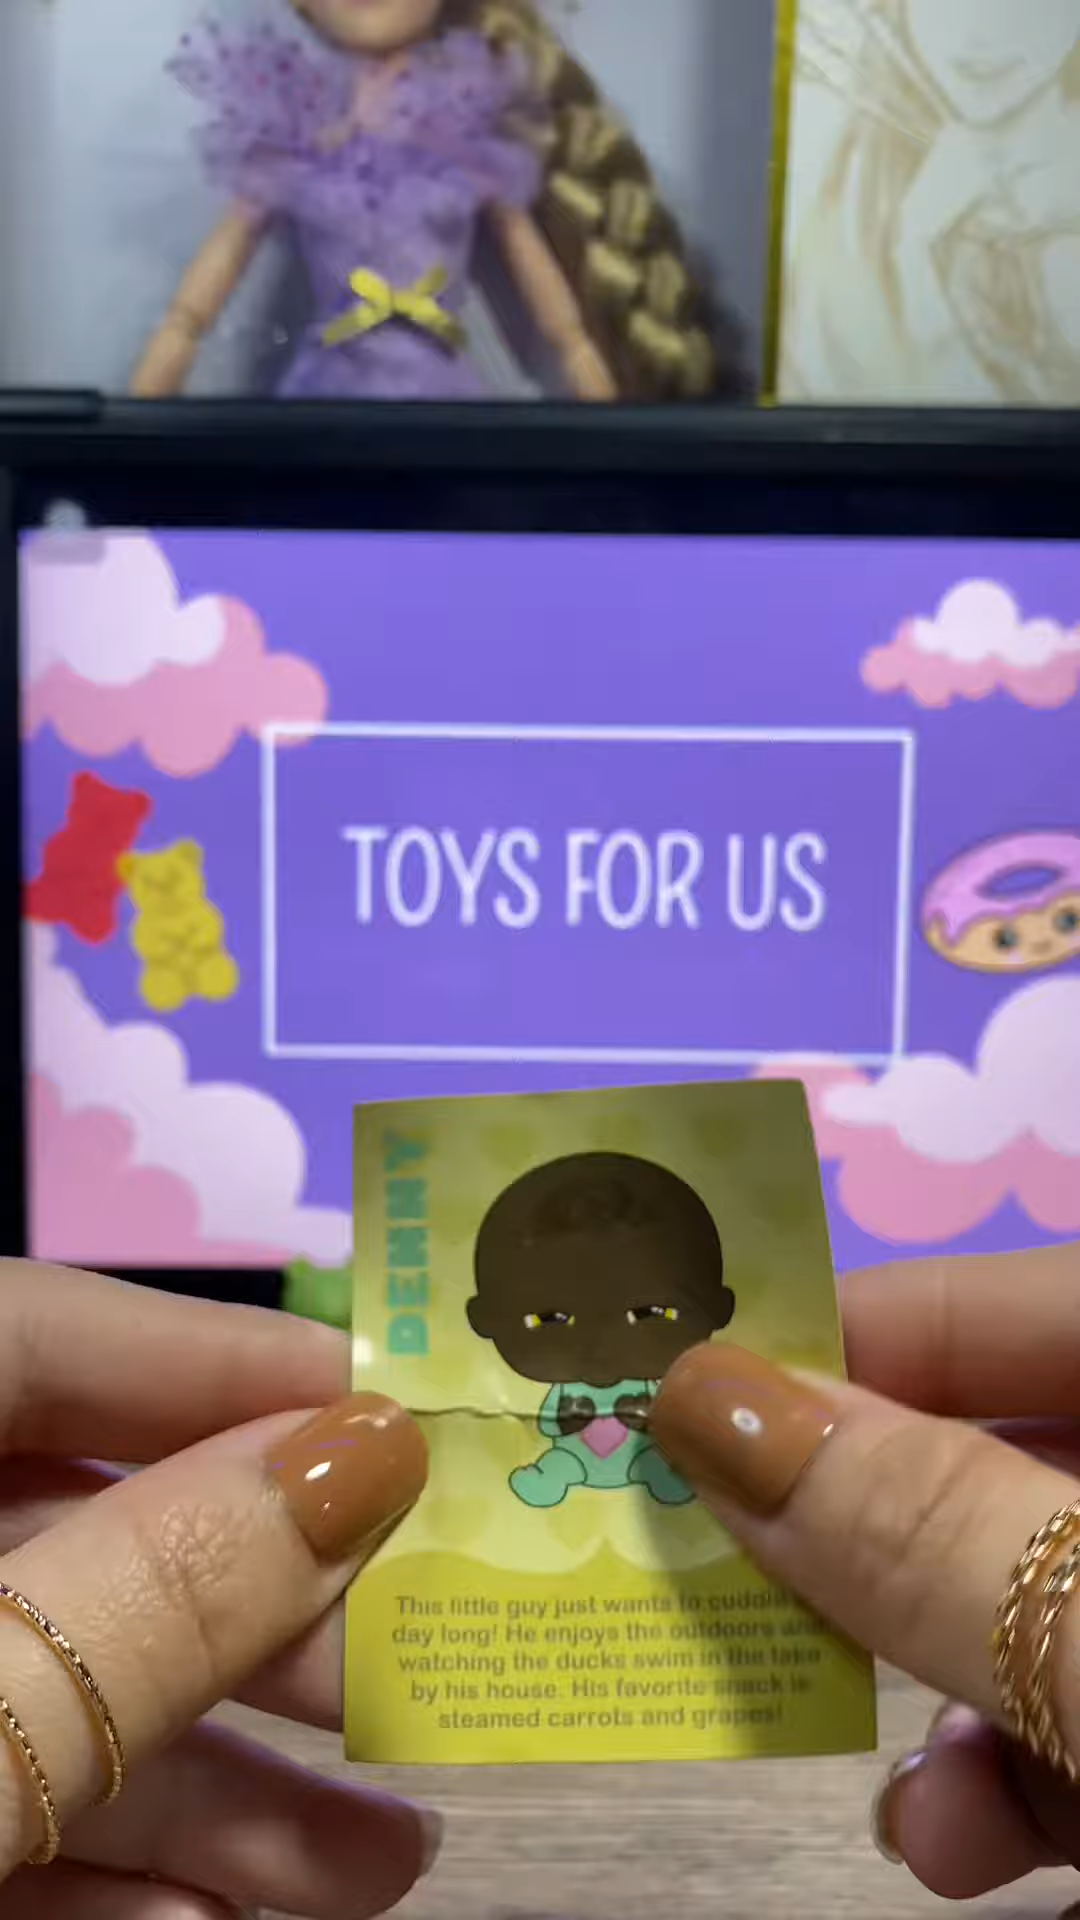 TOYS FOR US
DENNY
This little guy just wants to cuddle
day long! He enjoys the outdoors and
watching the ducks swim in the lake
by his house. His favorite snack is
steamed carrots and grapes!